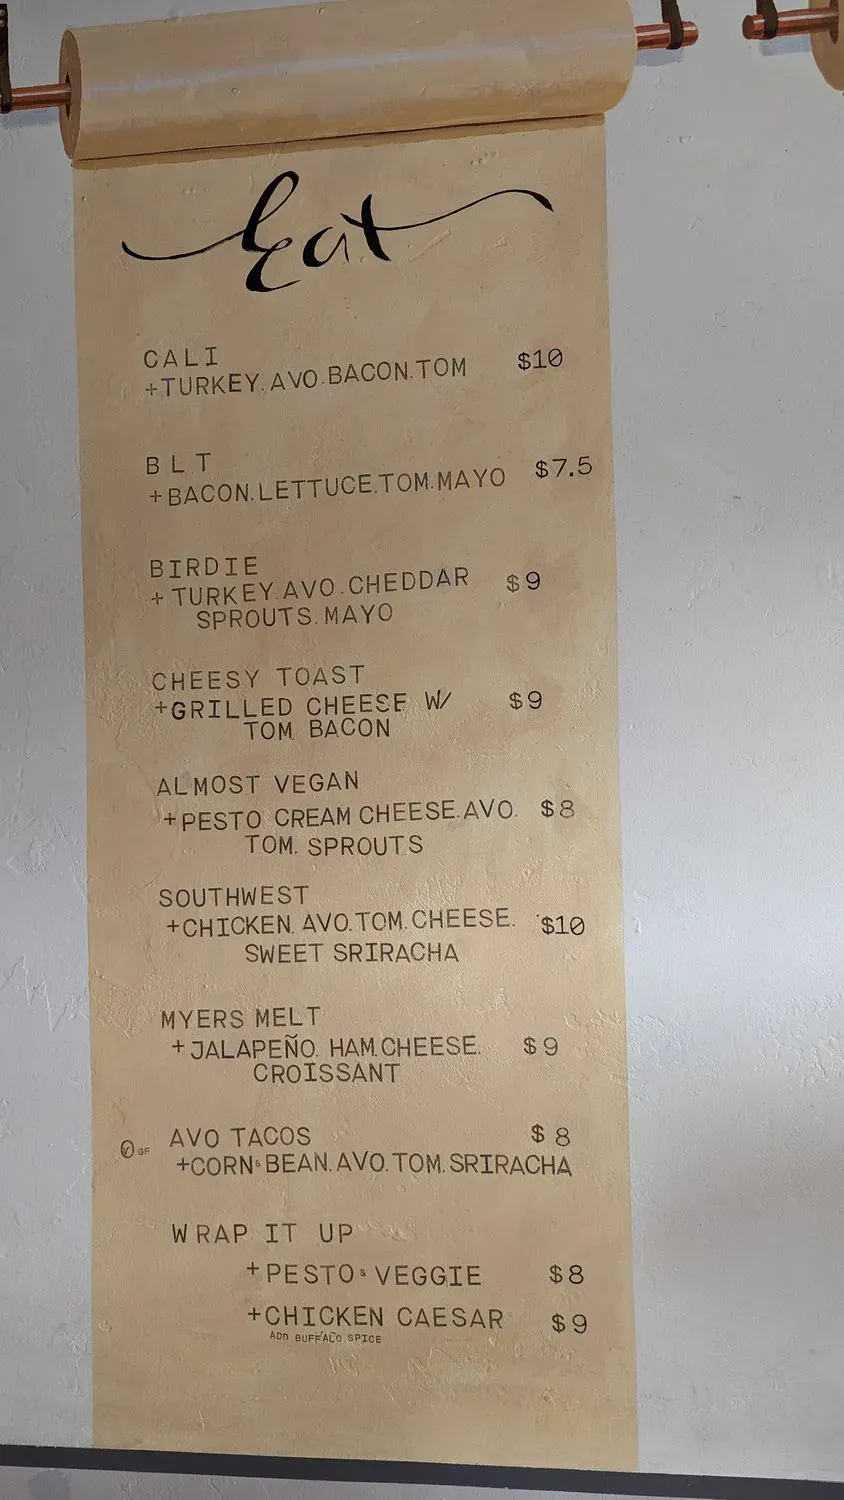 Eat
CALI $10
+TURKEY.AVO.BACON.TOM
BLT $7.5
+BACON.LETTUCE.TOM.MAYO
BIRDIE
+TURKEY.AVO.CHEDDAR $9
SPROUTS.MAYO
CHEESY TOAST
+GRILLED CHEESE W/ $9
TOM. BACON
ALMOST VEGAN
+PESTO CREAM CHEESE.AVO. $8
TOM. SPROUTS
SOUTHWEST
+CHICKEN. AVO.TOM.CHEESE. $10
SWEET SRIRACHA
MYERS MELT
+JALAPEÑO. HAM.CHEESE. $9
CROISSANT
Ⓥ GF AVO TACOS $8
+CORN&BEAN.AVO.TOM.SRIRACHA
WRAP IT UP
+PESTO&VEGGIE $8
+CHICKEN CAESAR $9
ADD BUFFALO SPICE